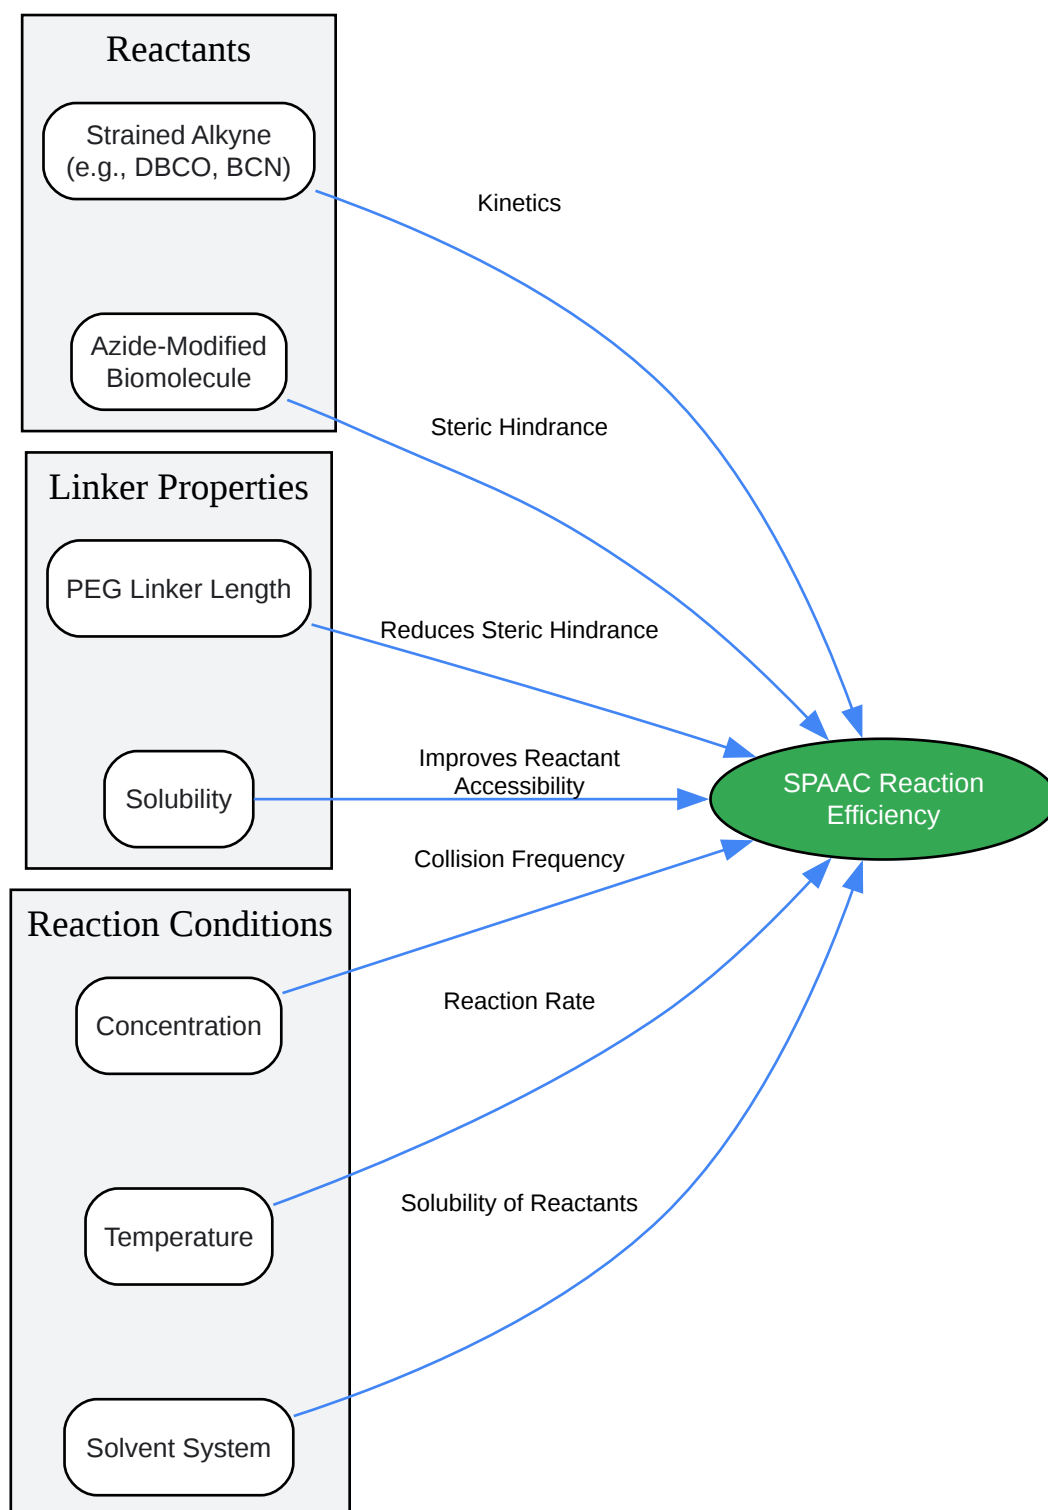 Reactants
Strained Alkyne
(e.g., DBCO, BCN)
Kinetics
Azide-Modified
Biomolecule
Steric Hindrance
Linker Properties
PEG Linker Length
Reduces Steric Hindrance
Solubility
Improves Reactant
Accessibility
SPAAC Reaction
Efficiency
Collision Frequency
Reaction Conditions
Concentration
Reaction Rate
Temperature
Solubility of Reactants
Solvent System